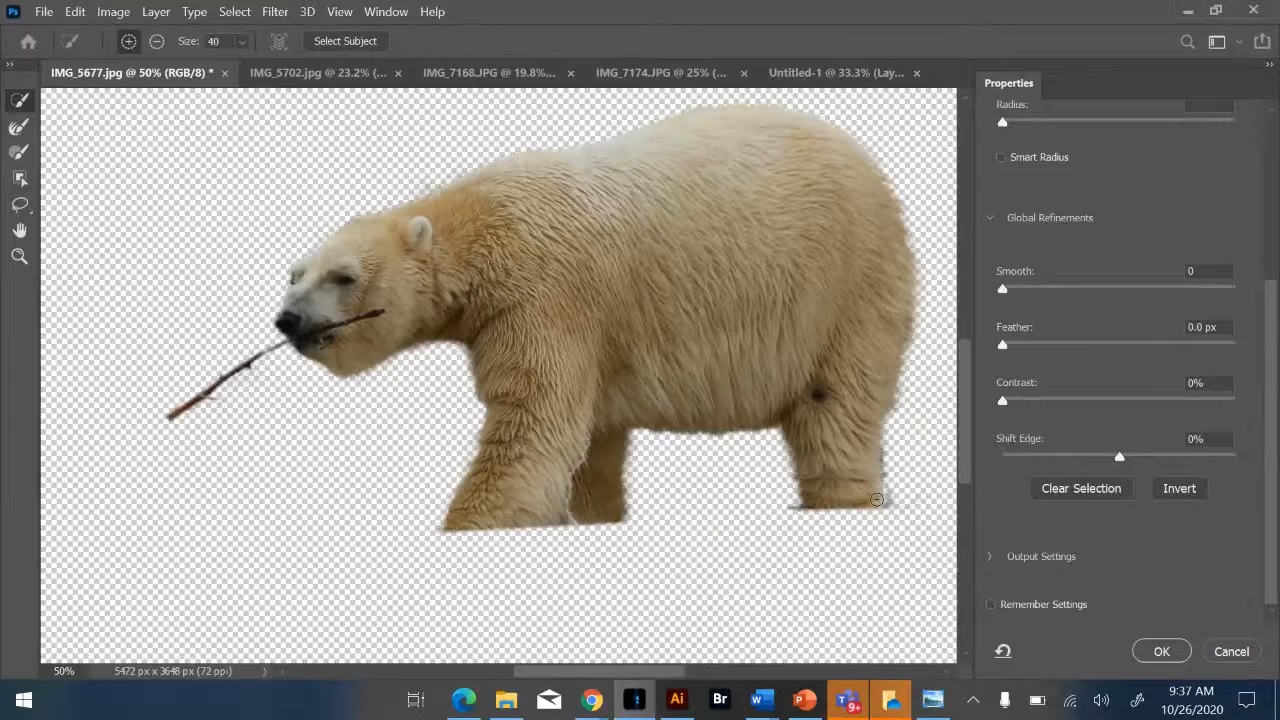 Ps File Edit Image Layer Type Select Filter 3D View Window Help
Size: 40 Select Subject
IMG_5677.jpg @ 50% (RGB/8) * × IMG_5702.jpg @ 23.2% (... × IMG_7168.JPG @ 19.8%... × IMG_7174.JPG @ 25% (... × Untitled-1 @ 33.3% (Lay... ×
Properties
Radius:
Smart Radius
Global Refinements
Smooth: 0
Feather: 0.0 px
Contrast: 0%
Shift Edge: 0%
Clear Selection Invert
Output Settings
Remember Settings
OK Cancel
50% 5472 px x 3648 px (72 ppi)
Ai Br 9+
9:37 AM
10/26/2020